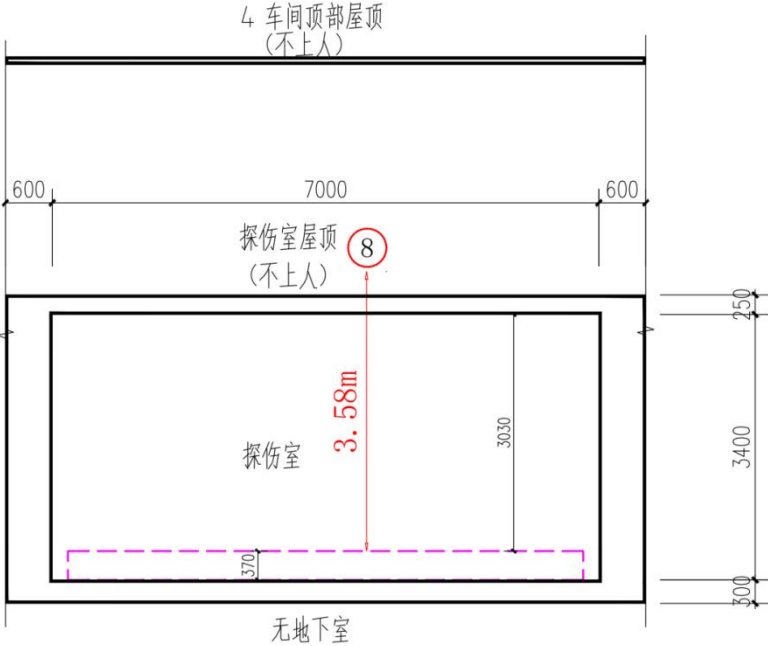 4 车间顶部屋顶
(不上人)
600
7000
600
探伤室屋顶
(不上人)
8
250
3.58m
3030
探伤室
3400
370
300
无地下室